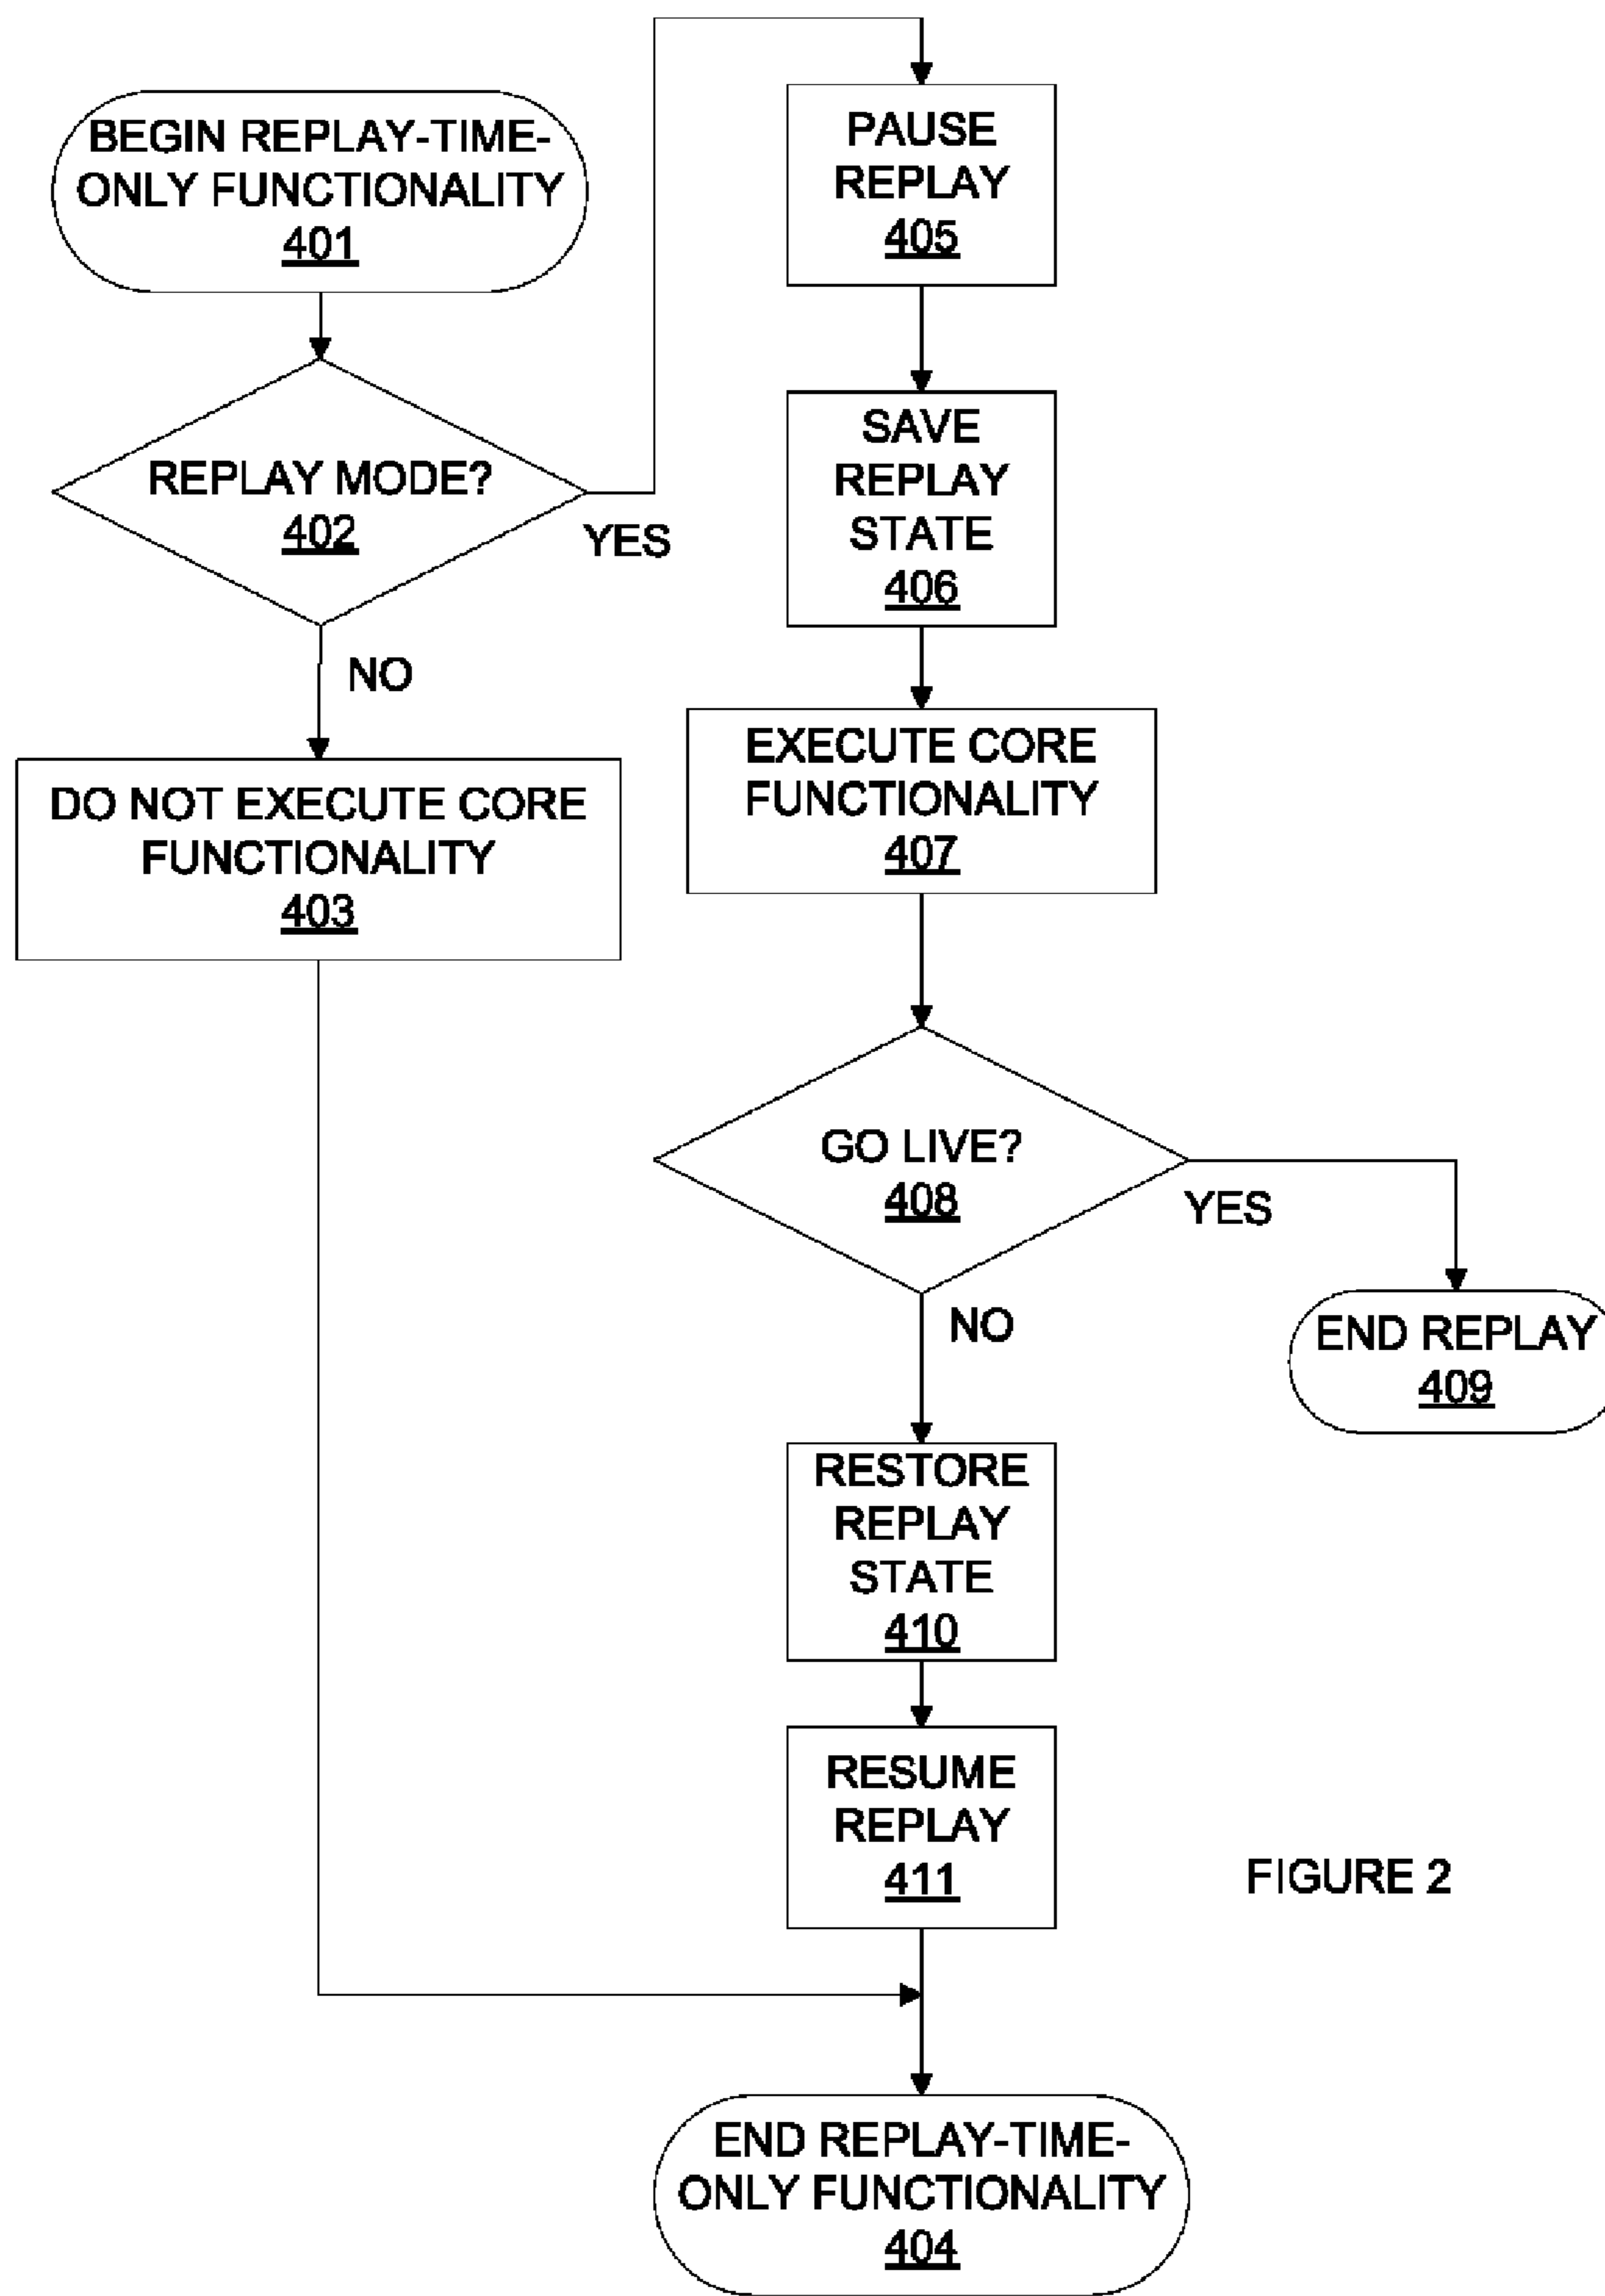 BEGIN REPLAY-TIME-
ONLY FUNCTIONALITY
401
REPLAY MODE?
402
YES
NO
DO NOT EXECUTE CORE
FUNCTIONALITY
403
PAUSE
REPLAY
405
SAVE
REPLAY
STATE
406
EXECUTE CORE
FUNCTIONALITY
407
GO LIVE?
408
YES
NO
END REPLAY
409
RESTORE
REPLAY
STATE
410
RESUME
REPLAY
411
FIGURE 2
END REPLAY-TIME-
ONLY FUNCTIONALITY
404